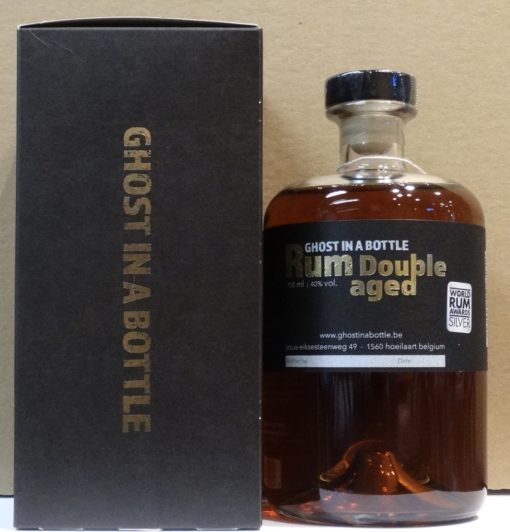 GHOST IN A BOTTLE
GHOST IN A BOTTLE
Rum Double
aged
ml | 40% vol.
WORLD
RUM
AWARDS
SILVER
www.ghostinabottle.be
49 - 1560 hoeilaart belgium